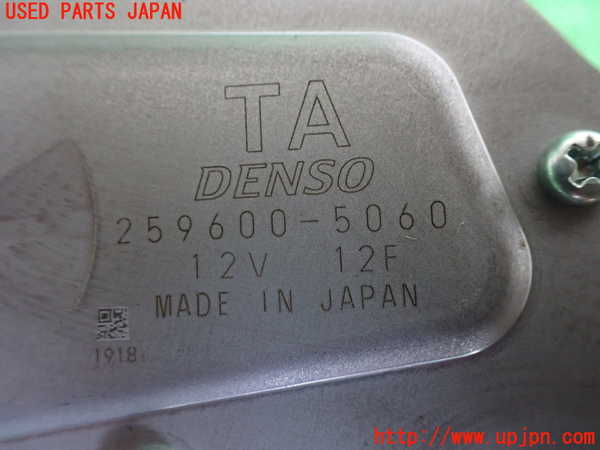 USED PARTS JAPAN
TA
DENSO
259600-5060
12V 12F
MADE IN JAPAN
1918
http://www.upjpn.com/